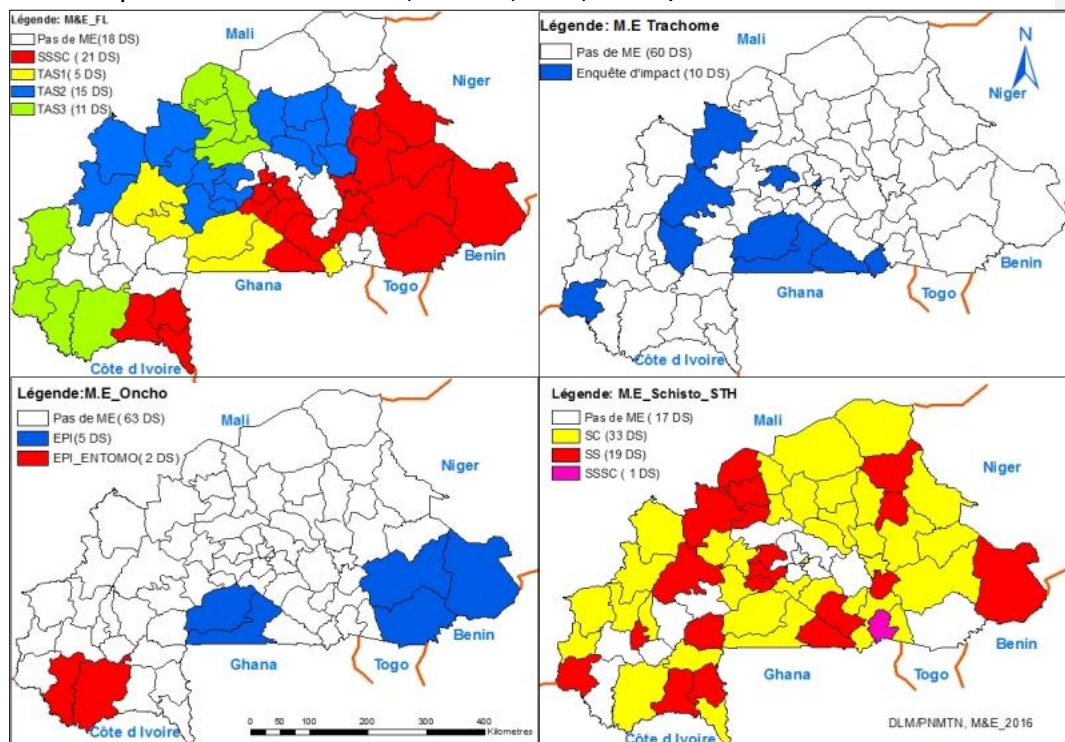 Légende: M&E_FL
Pas de ME(18 DS)
SSSC ( 21 DS)
TAS1( 5 DS)
TAS2 ( 15 DS)
TAS3 ( 11 DS)
Mali
Niger
Benin
Togo
Ghana
Côte d Ivoire
Légende: M.E Trachome
Pas de ME (60 DS)
Enquête d'impact (10 DS)
N
Niger
Benin
Togo
Ghana
Côte d Ivoire
Légende:M.E_Oncho
Pas de ME( 63 DS)
EPI(5 DS)
EPI_ENTOMO( 2 DS)
Mali
Niger
Benin
Togo
Ghana
Côte d Ivoire
0 50 100 200 300 400
Kilometres
Légende: M.E_Schisto_STH
Pas de ME ( 17 DS)
SC (33 DS)
SS (19 DS)
SSSC ( 1 DS)
Mali
Niger
Benin
Togo
Ghana
Côte d Ivoire
DLM/PNMTN, M&E_2016